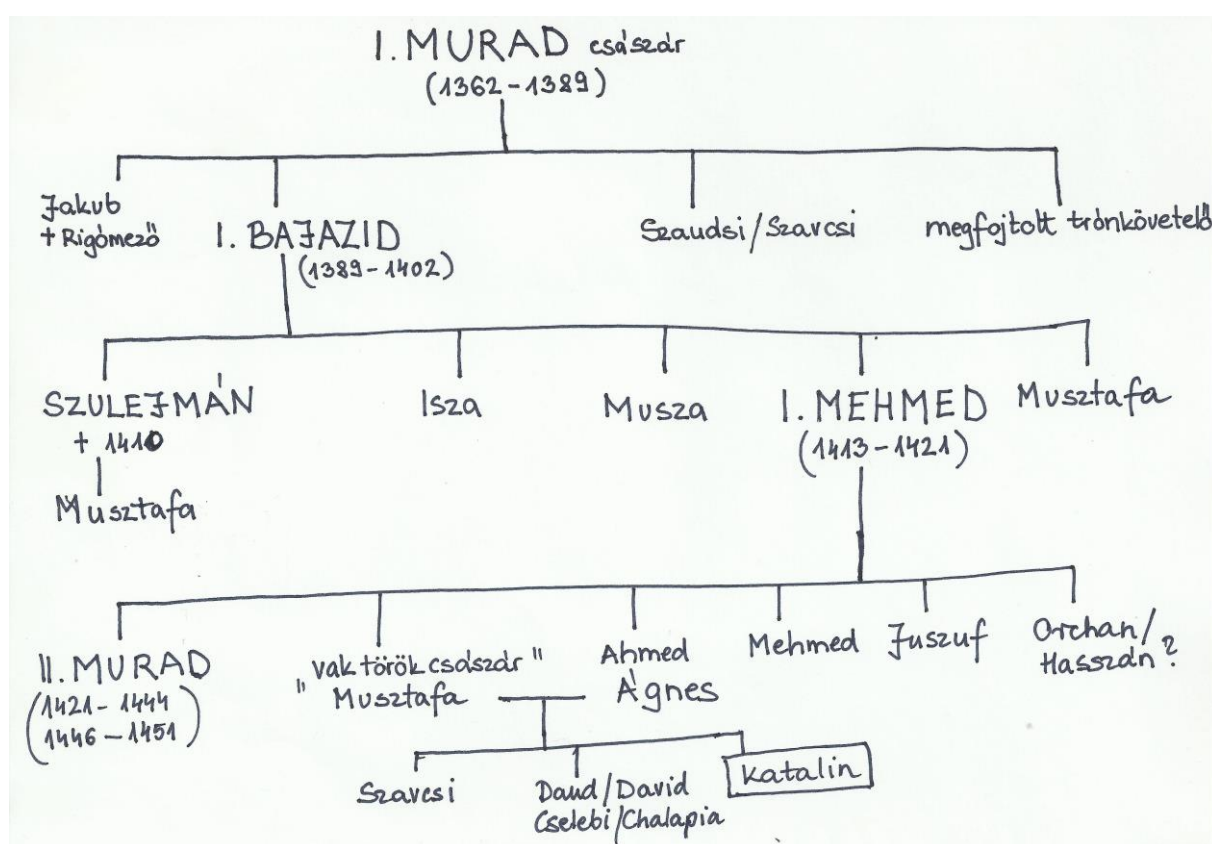 I. MURAD császár
(1362-1389)
Jakub
+ Rigómező
I. BAJAZID
(1389-1402)
Szaudsi/Szavcsi
megfojtott trónkövetelő
SZULEJMÁN
+ 1410
Musztafa
Isza
Musza
I. MEHMED
(1413-1421)
Musztafa
II. MURAD
(1421-1444
1446-1451)
"vak török császár"
Musztafa
Ahmed
Ágnes
Mehmed
Juszuf
Orchan/
Hasszán?
Szavcsi
Daud/David
Cselebi/Chalapia
Katalin